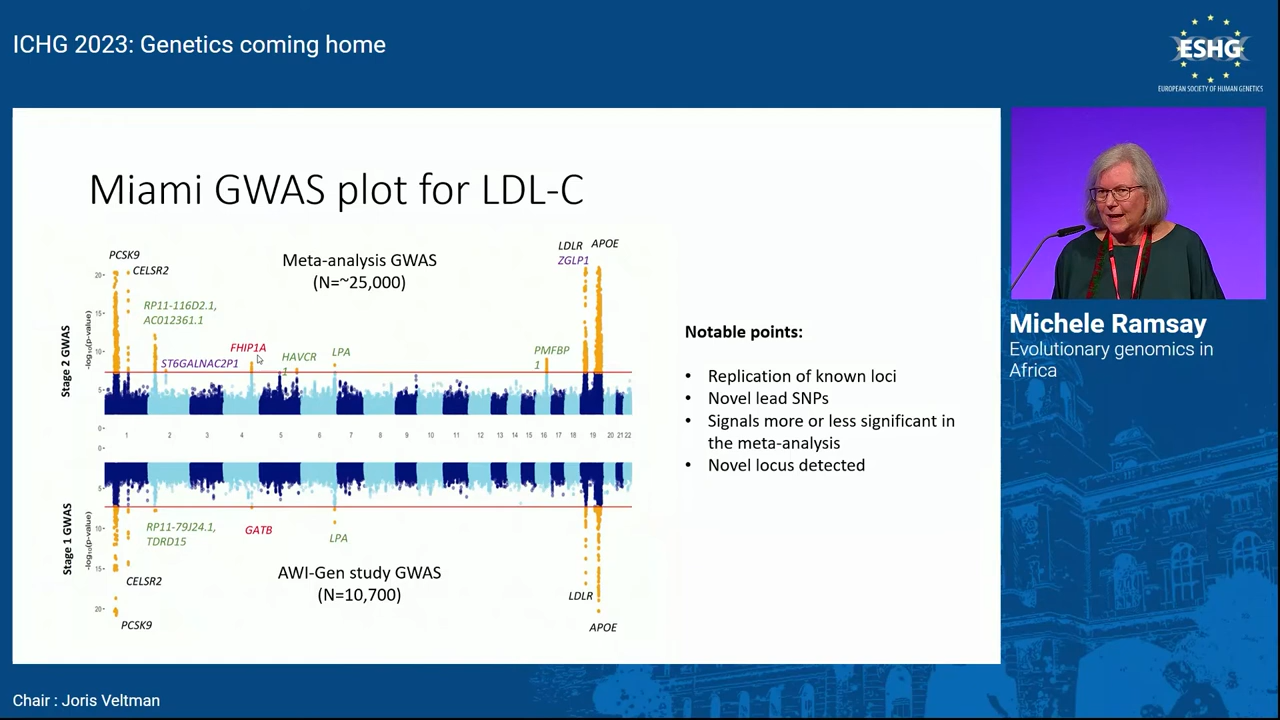 ICHG 2023: Genetics coming home
ESHG
EUROPEAN SOCIETY OF HUMAN GENETICS
Miami GWAS plot for LDL-C
PCSK9
CELSR2
Meta-analysis GWAS
(N=~25,000)
LDLR APOE
ZGLP1
RP11-116D2.1,
AC012361.1
ST6GALNAC2P1
FHIP1A
HAVCR
1
LPA
PMFBP
1
Stage 2 GWAS
-log10(p-value)
20
15
10
5
0
1 2 3 4 5 6 7 8 9 10 11 12 13 14 15 16 17 18 19 20 21 22
0
5
10
15
20
Stage 1 GWAS
-log10(p-value)
RP11-79J24.1,
TDRD15
GATB
LPA
AWI-Gen study GWAS
(N=10,700)
CELSR2
PCSK9
LDLR
APOE
Notable points:
• Replication of known loci
• Novel lead SNPs
• Signals more or less significant in
the meta-analysis
• Novel locus detected
Michele Ramsay
Evolutionary genomics in
Africa
Chair : Joris Veltman